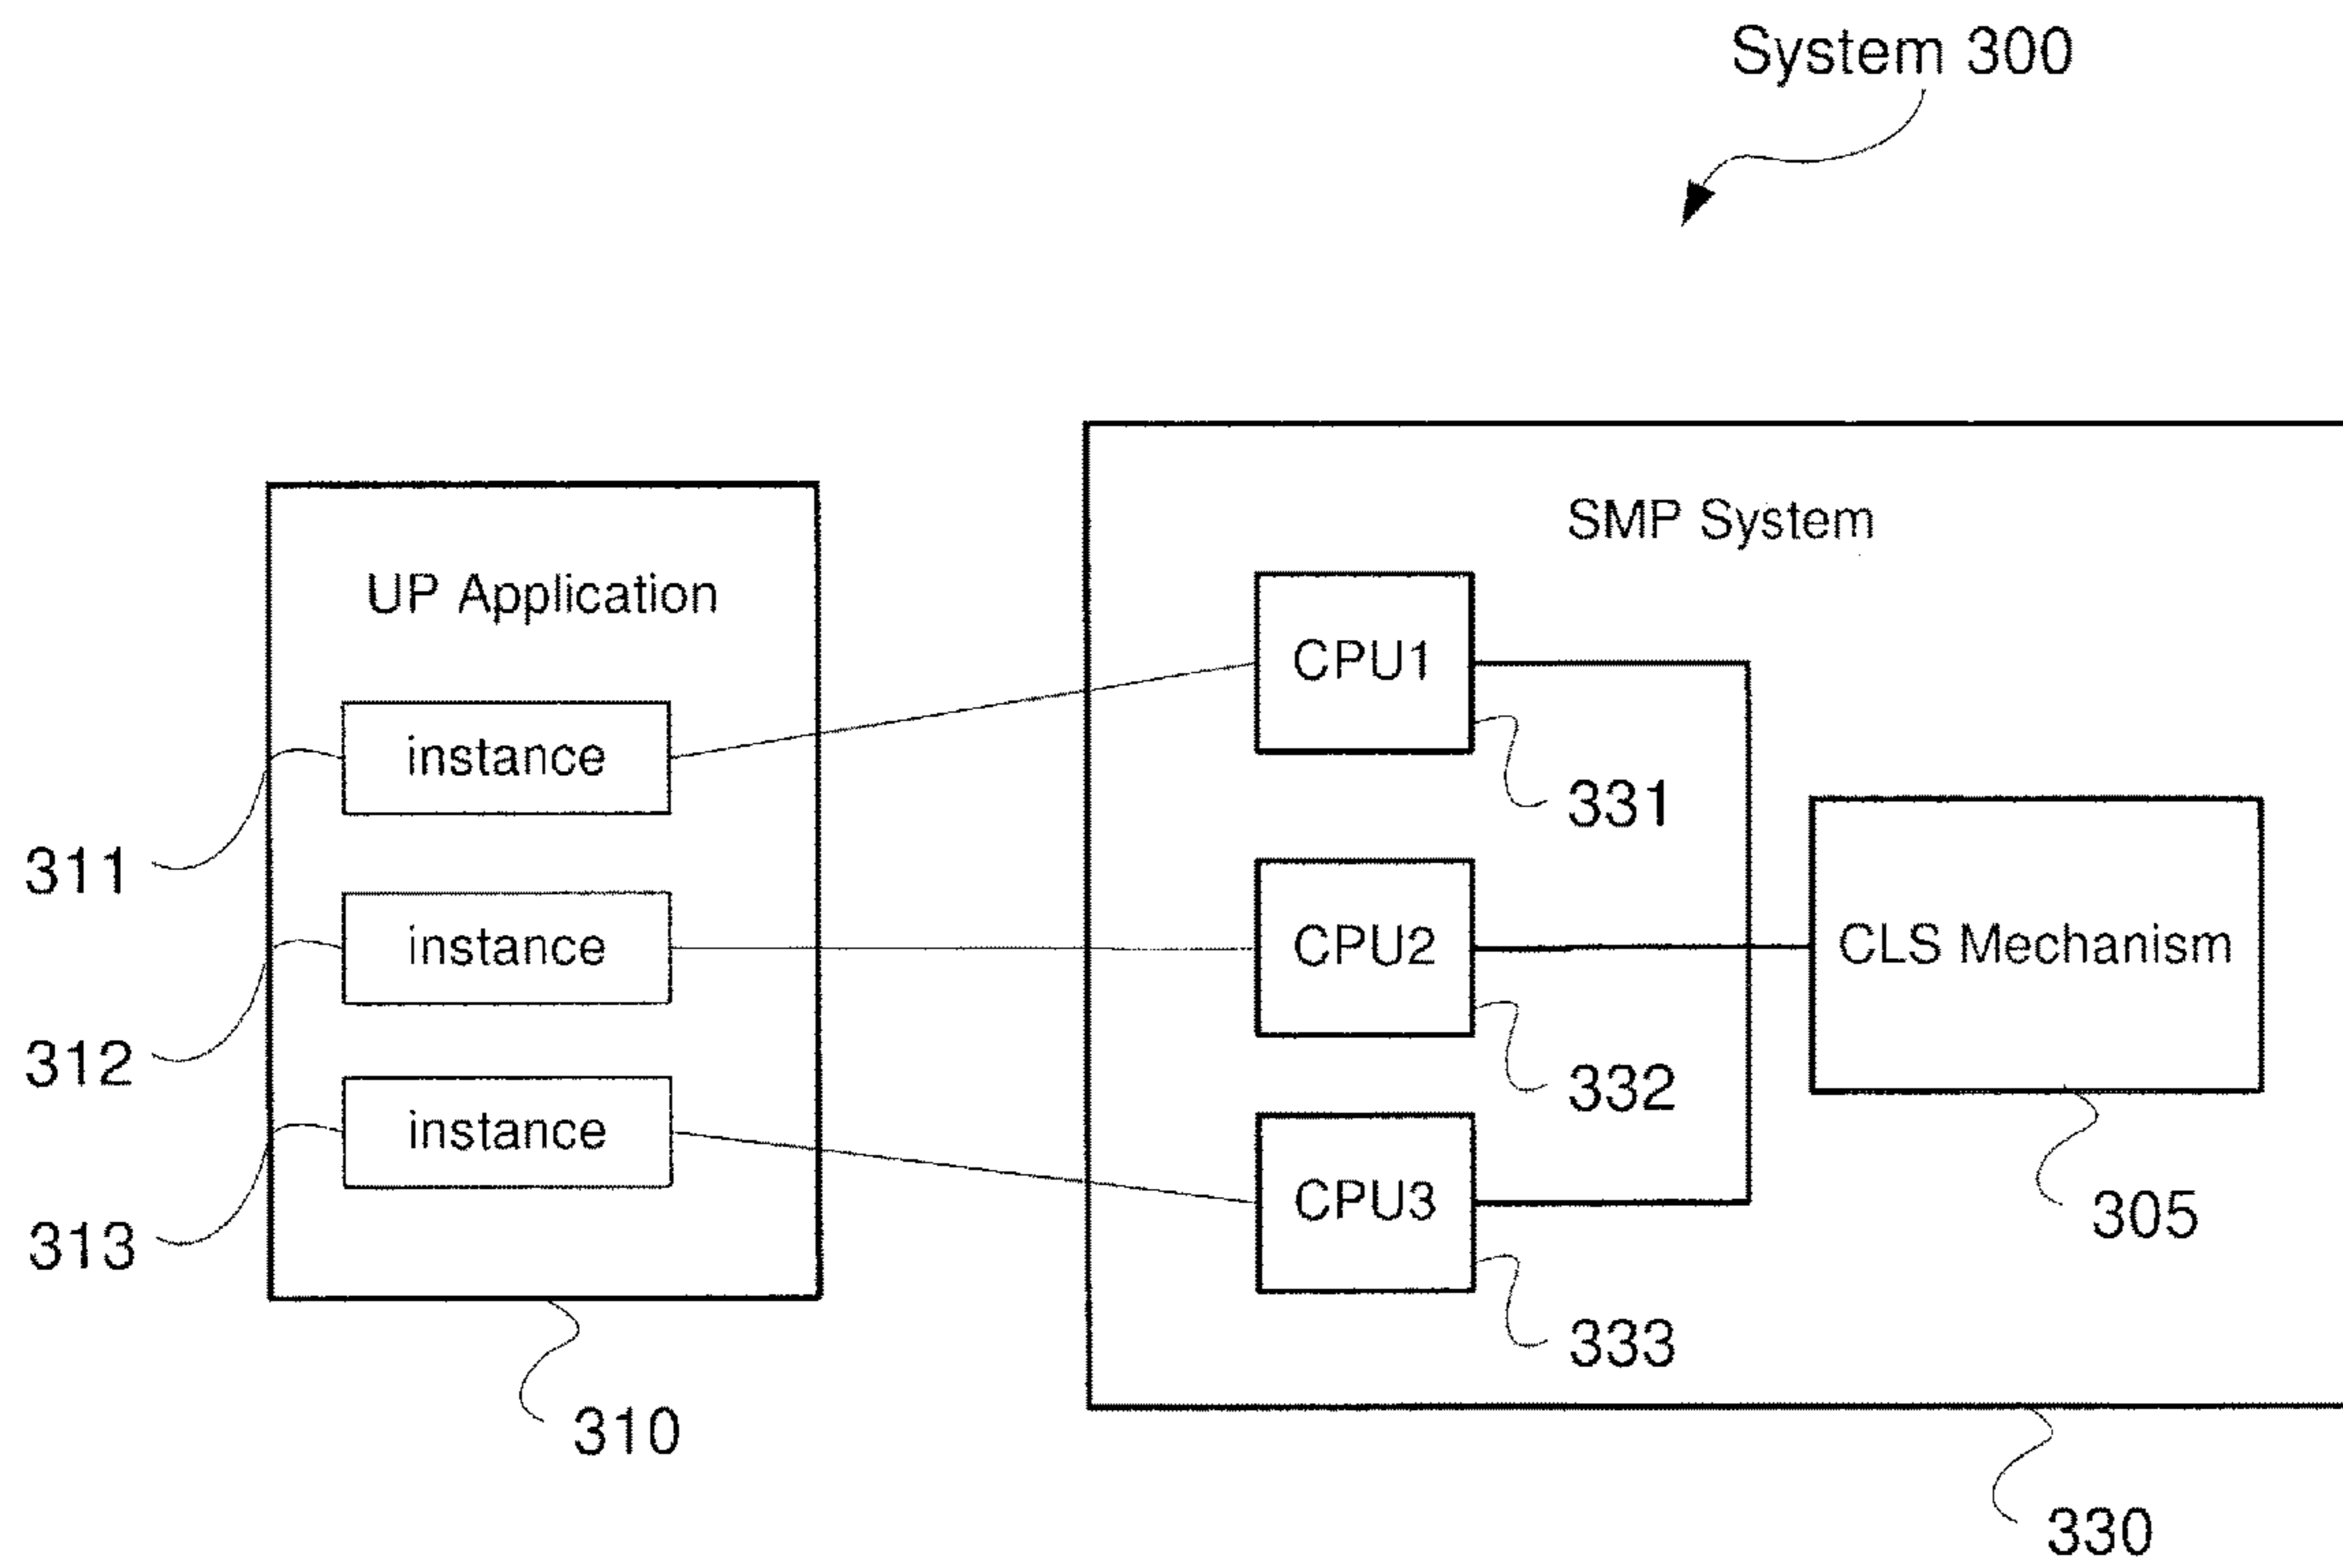 System 300
SMP System
UP Application
CPU1
instance
331
311
CPU2
CLS Mechanism
instance
332
312
instance
CPU3
305
313
333
310
330